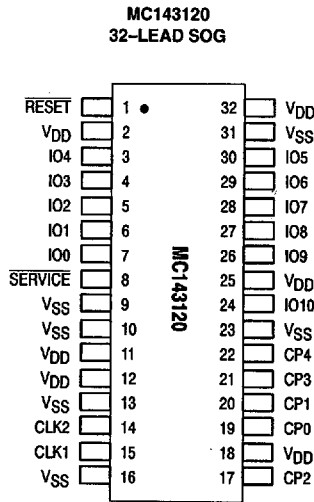 MC143120
32–LEAD SOG
RESET 1 32 VDD
VDD 2 31 VSS
IO4 3 30 IO5
IO3 4 29 IO6
IO2 5 28 IO7
IO1 6 27 IO8
IO0 7 26 IO9
SERVICE 8 25 VDD
VSS 9 24 IO10
VSS 10 23 VSS
VDD 11 22 CP4
VDD 12 21 CP3
VSS 13 20 CP1
CLK2 14 19 CP0
CLK1 15 18 VDD
VSS 16 17 CP2
MC143120